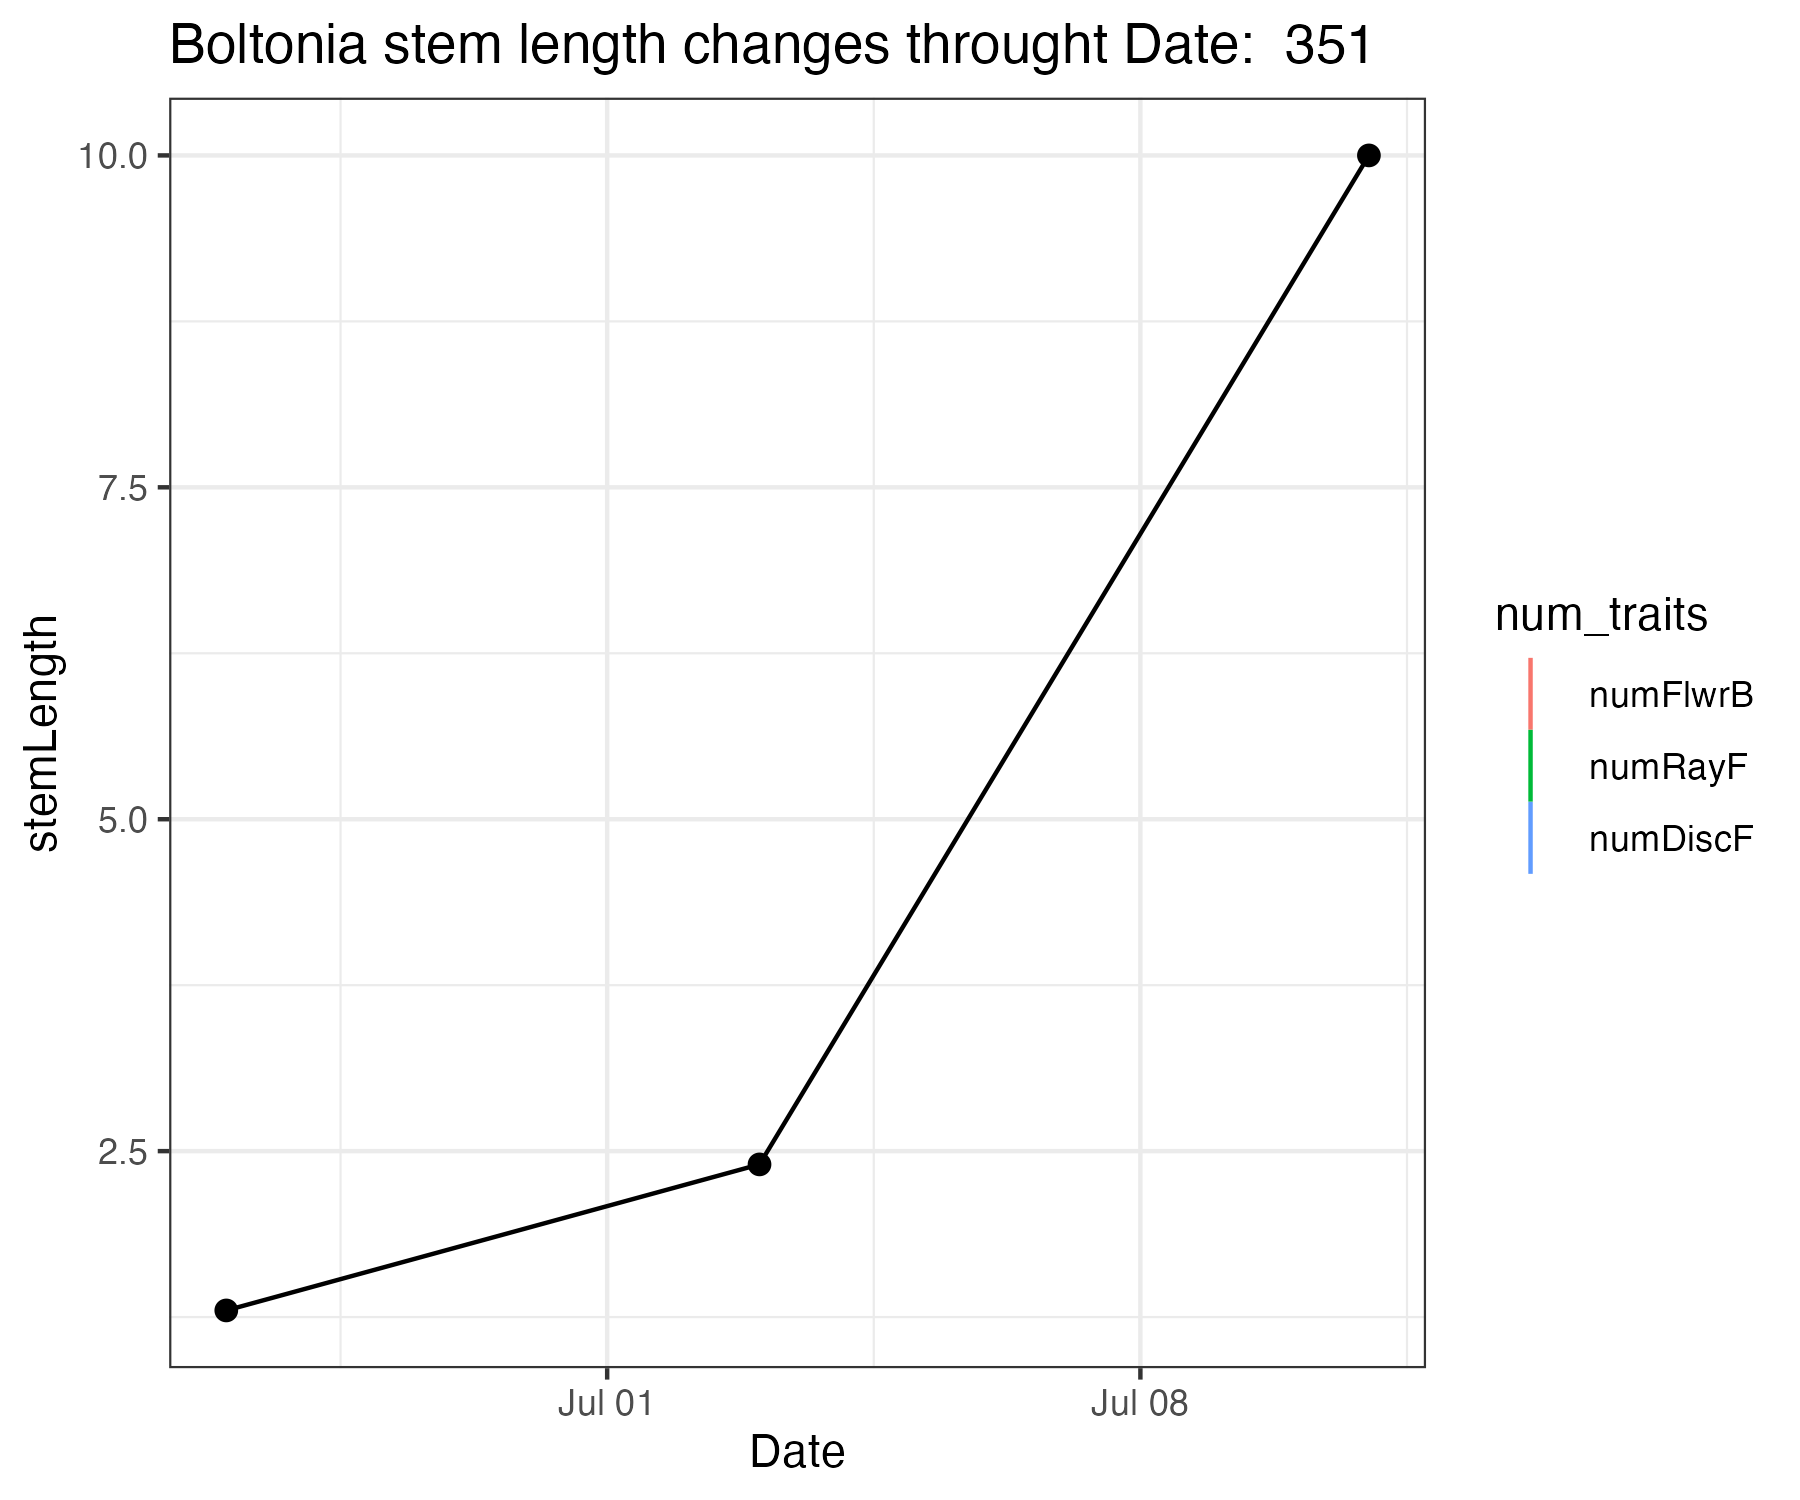 Boltonia stem length changes throught Date:  351
10.0
7.5
5.0
2.5
stemLength
Jul 01
Jul 08
Date
num_traits
numFlwrB
numRayF
numDiscF